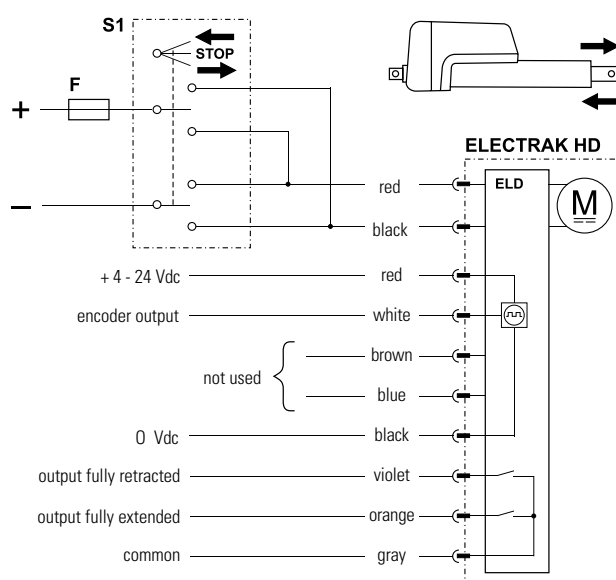 S1
STOP
F
+
–
ELECTRAK HD
ELD
M
red
black
+ 4 - 24 Vdc red
encoder output white
not used brown
blue
0 Vdc black
output fully retracted violet
output fully extended orange
common gray